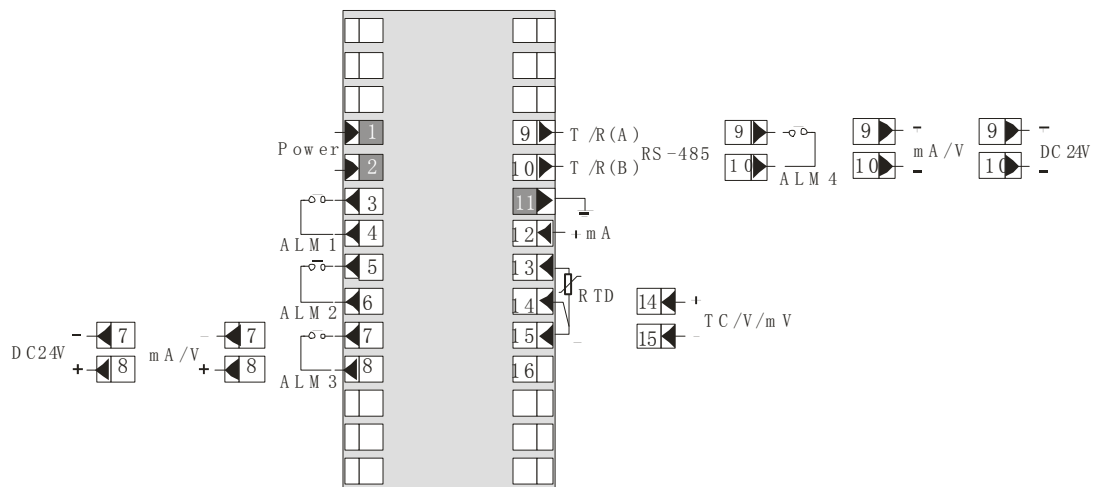 Power
1
2
3
4
ALM1
5
6
ALM2
7
8
ALM3
DC24V
- 7
+ 8
mA/V
- 7
+ 8
9 T/R(A)
10 T/R(B)
RS-485
11
12 +mA
13
14
15 -
RTD
16
9
10
ALM4
9 -
10 -
mA/V
9 -
10 -
DC24V
14 +
15 -
TC/V/mV